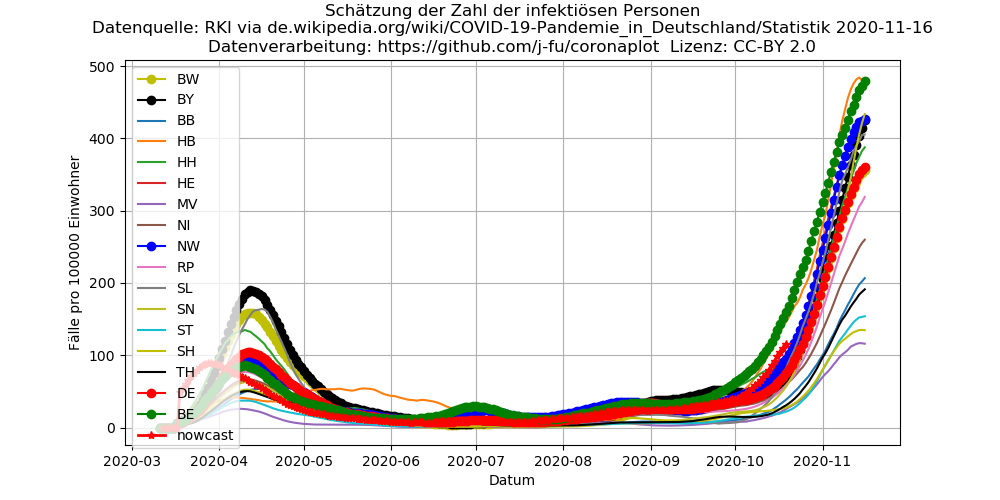 Schätzung der Zahl der infektiösen Personen
Datenquelle: RKI via de.wikipedia.org/wiki/COVID-19-Pandemie_in_Deutschland/Statistik 2020-11-16
Datenverarbeitung: https://github.com/j-fu/coronaplot  Lizenz: CC-BY 2.0
Fälle pro 100000 Einwohner
500
400
300
200
100
0
BW
BY
BB
HB
HH
HE
MV
NI
NW
RP
SL
SN
ST
SH
TH
DE
BE
nowcast
2020-03 2020-04 2020-05 2020-06 2020-07 2020-08 2020-09 2020-10 2020-11
Datum